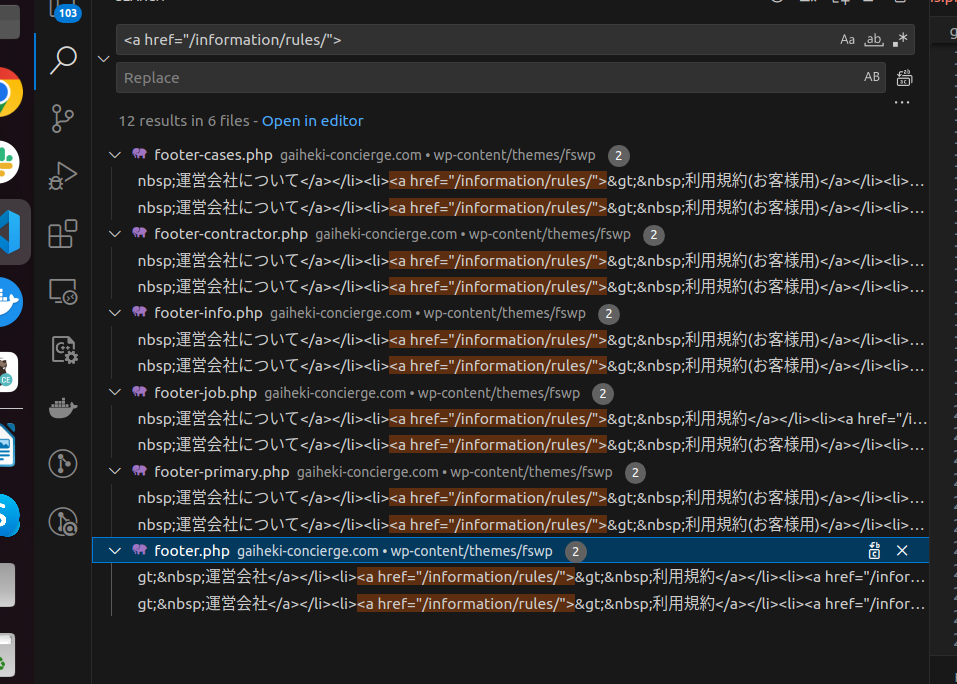 103
<a href="/information/rules/">
Aa
ab
.*
Replace
AB
12 results in 6 files - Open in editor
footer-cases.php gaiheki-concierge.com • wp-content/themes/fswp 2
nbsp;運営会社について</a></li><li><a href="/information/rules/">&gt;&nbsp;利用規約(お客様用)</a></li><li>…
nbsp;運営会社について</a></li><li><a href="/information/rules/">&gt;&nbsp;利用規約(お客様用)</a></li><li>…
footer-contractor.php gaiheki-concierge.com • wp-content/themes/fswp 2
nbsp;運営会社について</a></li><li><a href="/information/rules/">&gt;&nbsp;利用規約(お客様用)</a></li><li>…
nbsp;運営会社について</a></li><li><a href="/information/rules/">&gt;&nbsp;利用規約(お客様用)</a></li><li>…
footer-info.php gaiheki-concierge.com • wp-content/themes/fswp 2
nbsp;運営会社について</a></li><li><a href="/information/rules/">&gt;&nbsp;利用規約(お客様用)</a></li><li>…
nbsp;運営会社について</a></li><li><a href="/information/rules/">&gt;&nbsp;利用規約(お客様用)</a></li><li>…
footer-job.php gaiheki-concierge.com • wp-content/themes/fswp 2
nbsp;運営会社について</a></li><li><a href="/information/rules/">&gt;&nbsp;利用規約</a></li><li><a href="/i…
nbsp;運営会社について</a></li><li><a href="/information/rules/">&gt;&nbsp;利用規約(お客様用)</a></li><li>…
footer-primary.php gaiheki-concierge.com • wp-content/themes/fswp 2
nbsp;運営会社について</a></li><li><a href="/information/rules/">&gt;&nbsp;利用規約(お客様用)</a></li><li>…
nbsp;運営会社について</a></li><li><a href="/information/rules/">&gt;&nbsp;利用規約(お客様用)</a></li><li>…
footer.php gaiheki-concierge.com • wp-content/themes/fswp 2
gt;&nbsp;運営会社</a></li><li><a href="/information/rules/">&gt;&nbsp;利用規約</a></li><li><a href="/infor…
gt;&nbsp;運営会社</a></li><li><a href="/information/rules/">&gt;&nbsp;利用規約</a></li><li><a href="/infor…